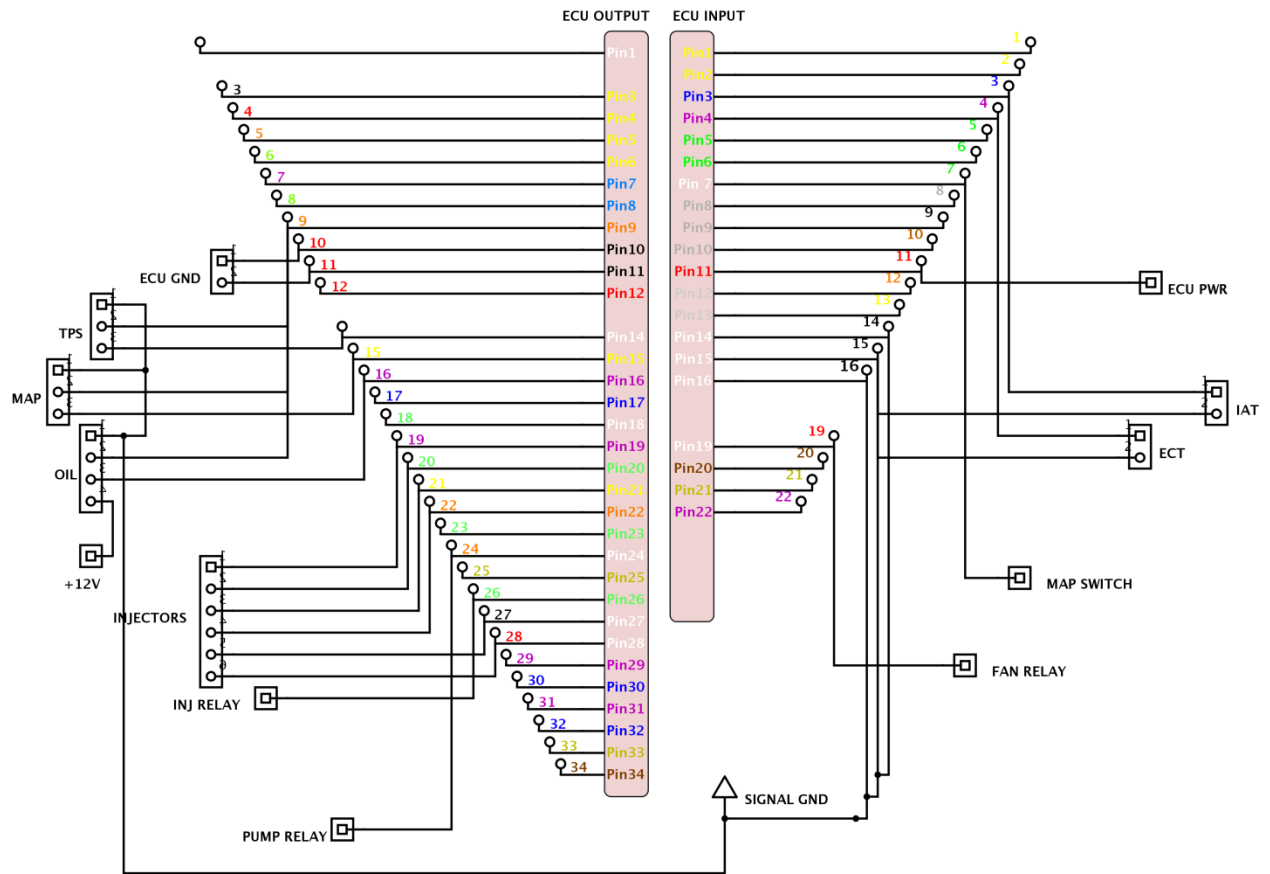 ECU OUTPUT ECU INPUT
Pin1 Pin1 1
Pin2 2
3 Pin3 Pin3 3
4 Pin4 Pin4 4
5 Pin5 Pin5 5
6 Pin6 Pin6 6
7 Pin7 Pin 7 7
8 Pin8 Pin8 8
9 Pin9 Pin9 9
10 Pin10 Pin10 10
ECU GND 11 Pin11 Pin11 11
12 Pin12 Pin12 12
ECU PWR
Pin13 13
TPS Pin14 Pin14 14
15 Pin15 Pin15 15
16 Pin16 Pin16 16
MAP 17 Pin17
IAT
18 Pin18
19 Pin19 Pin19 19
ECT
OIL 20 Pin20 Pin20 20
21 Pin21 Pin21 21
22 Pin22 Pin22 22
23 Pin23
24 Pin24
+12V
25 Pin25
MAP SWITCH
26 Pin26
INJECTORS 27 Pin27
28 Pin28
29 Pin29
FAN RELAY
30 Pin30
INJ RELAY
31 Pin31
32 Pin32
33 Pin33
34 Pin34
SIGNAL GND
PUMP RELAY